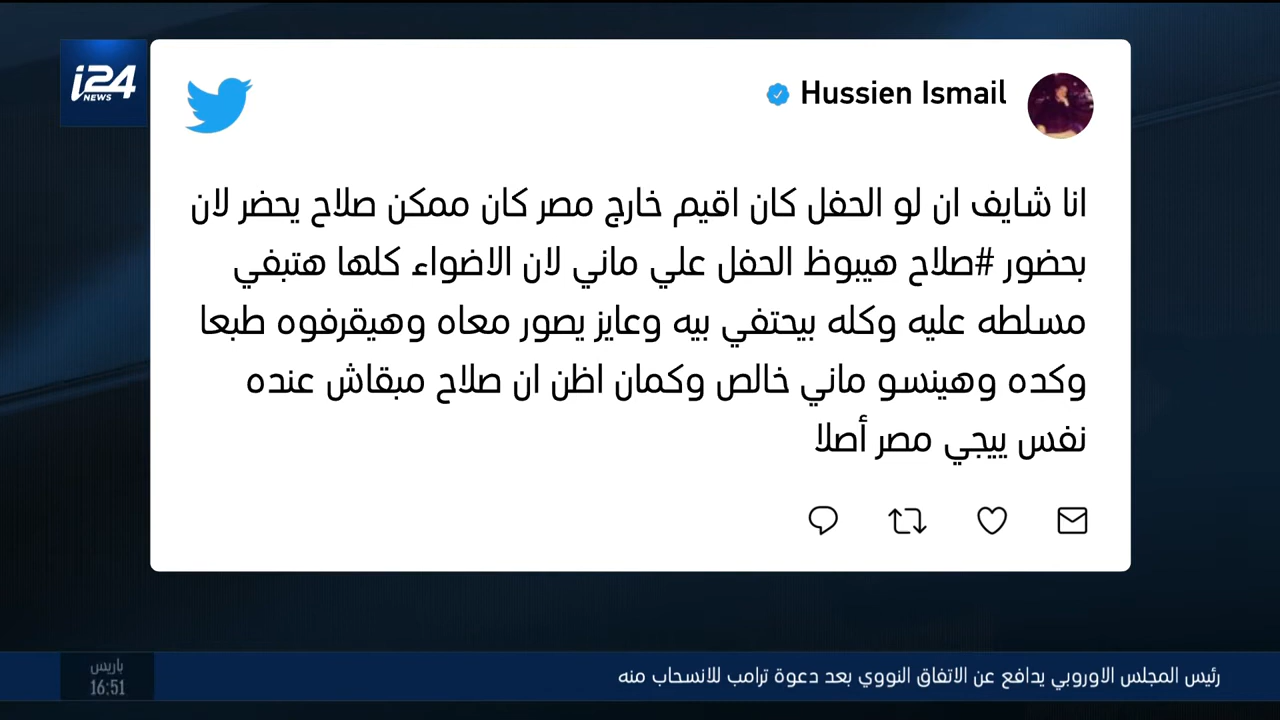 i24
NEWS
Hussien Ismail
انا شايف ان لو الحفل كان اقيم خارج مصر كان ممكن صلاح يحضر لان
بحضور #صلاح هيبوظ الحفل علي ماني لان الاضواء كلها هتبفي
مسلطه عليه وكله بيحتفي بيه وعايز يصور معاه وهيقرفوه طبعا
وكده وهينسو ماني خالص وكمان اظن ان صلاح مبقاش عنده
نفس ييجي مصر أصلا
رئيس المجلس الاوروبي يدافع عن الاتفاق النووي بعد دعوة ترامب للانسحاب منه
باريس
16:51